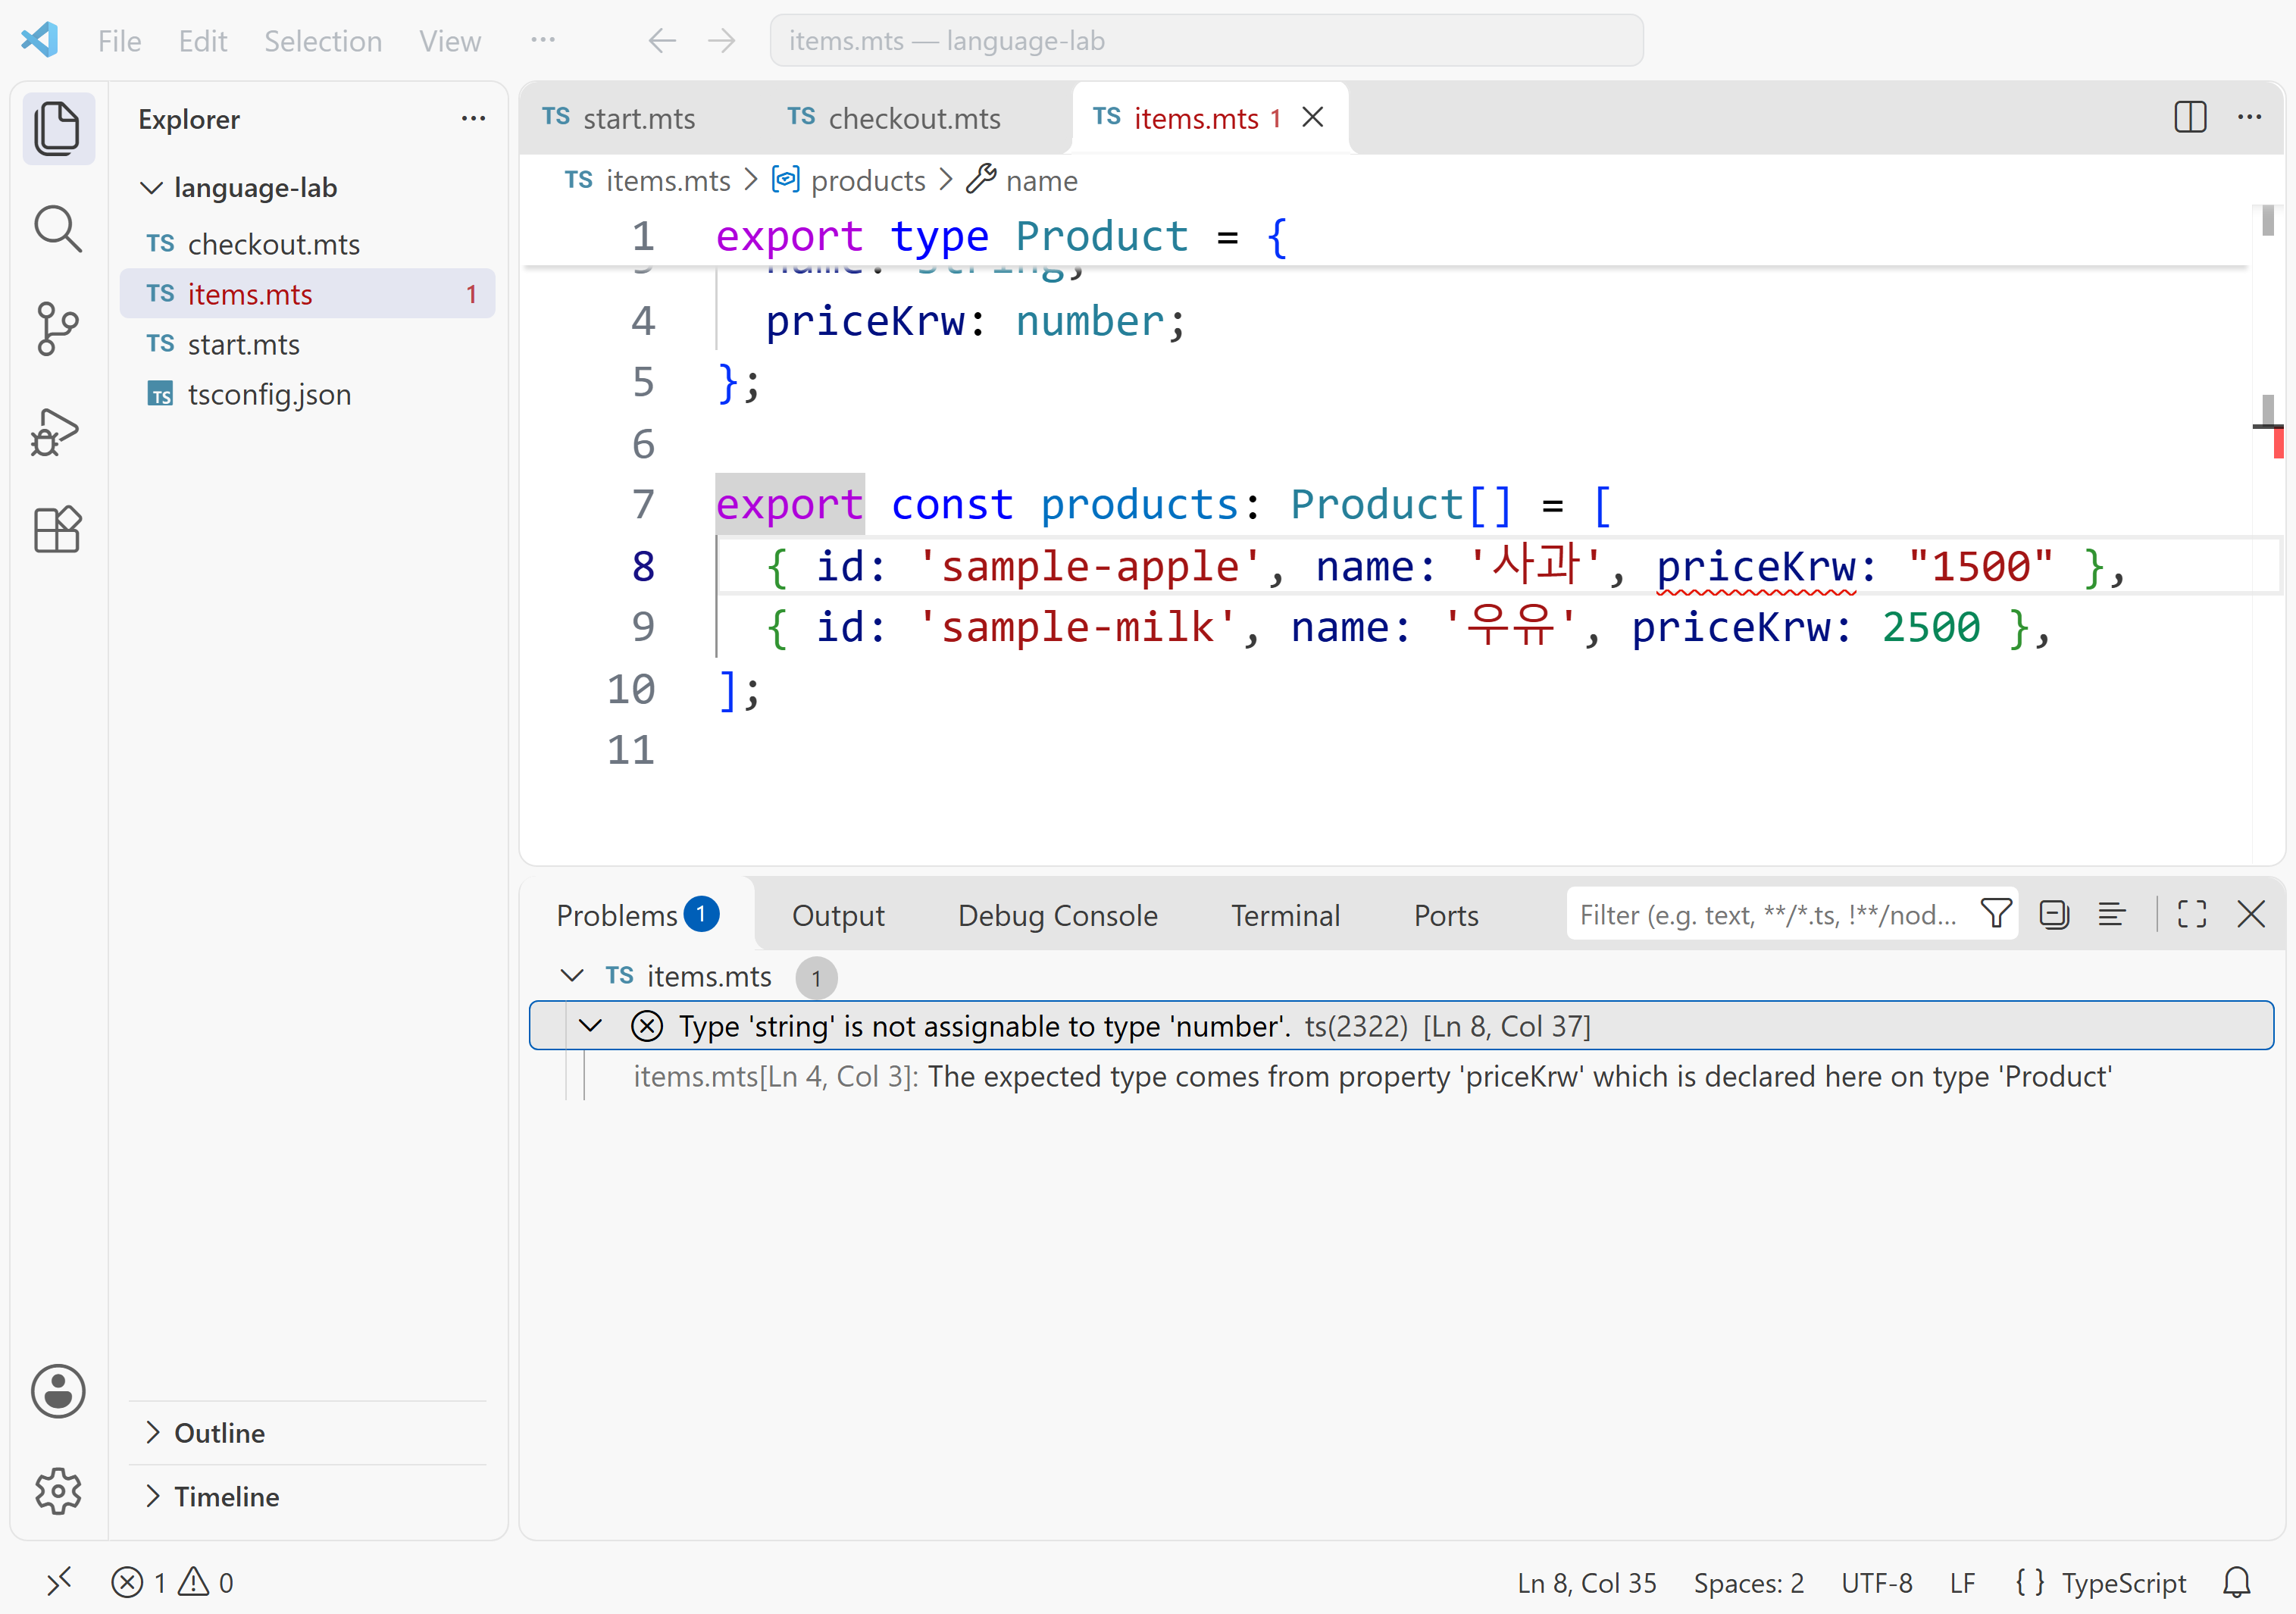 File Edit Selection View ··· items.mts — language-lab
Explorer ···
language-lab
TS checkout.mts
TS items.mts 1
TS start.mts
TS tsconfig.json
Outline
Timeline
TS start.mts TS checkout.mts TS items.mts 1
TS items.mts > products > name
1 export type Product = {
3 name: string;
4 priceKrw: number;
5 };
6
7 export const products: Product[] = [
8 { id: 'sample-apple', name: '사과', priceKrw: "1500" },
9 { id: 'sample-milk', name: '우유', priceKrw: 2500 },
10 ];
11
Problems 1 Output Debug Console Terminal Ports Filter (e.g. text, **/*.ts, !**/nod...
TS items.mts 1
Type 'string' is not assignable to type 'number'. ts(2322) [Ln 8, Col 37]
items.mts[Ln 4, Col 3]: The expected type comes from property 'priceKrw' which is declared here on type 'Product'
1 0 Ln 8, Col 35 Spaces: 2 UTF-8 LF { } TypeScript